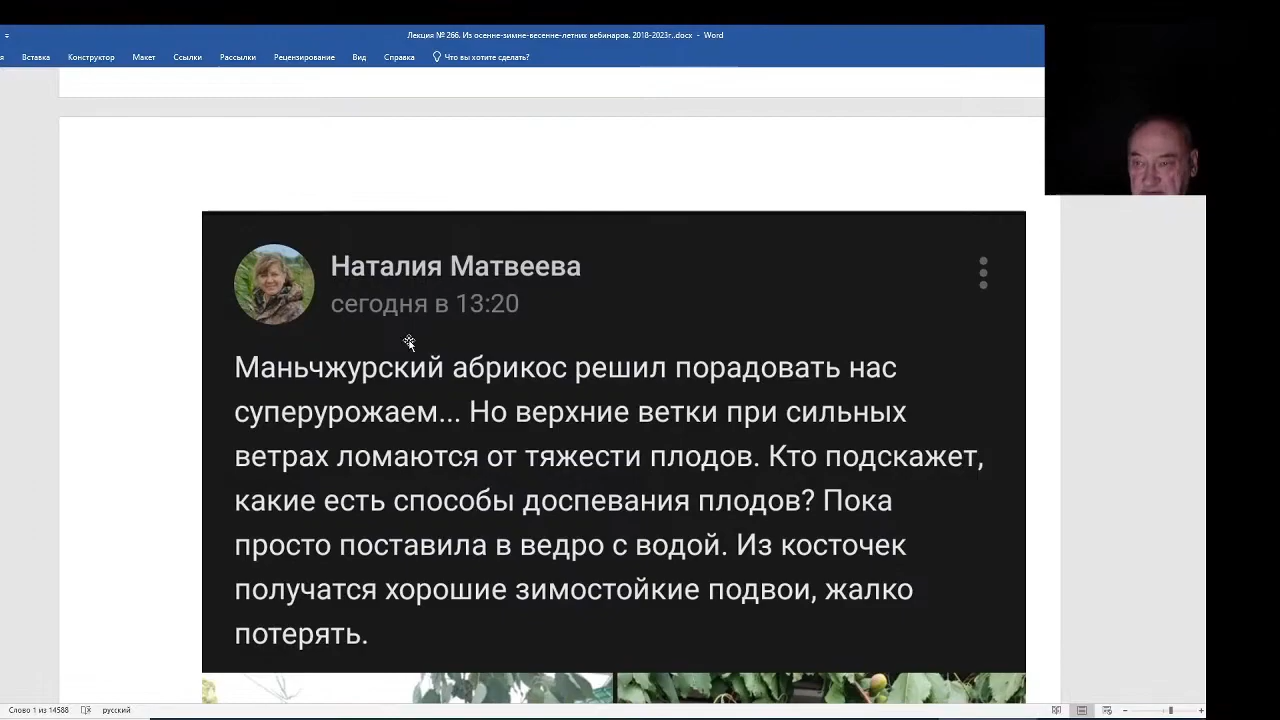 Лекция № 266. Из осенне-зимне-весенне-летних вебинаров. 2018-2023г..docx - Word
Вставка Конструктор Макет Ссылки Рассылки Рецензирование Вид Справка Что вы хотите сделать?
Наталия Матвеева
сегодня в 13:20
Маньчжурский абрикос решил порадовать нас
суперурожаем... Но верхние ветки при сильных
ветрах ломаются от тяжести плодов. Кто подскажет,
какие есть способы доспевания плодов? Пока
просто поставила в ведро с водой. Из косточек
получатся хорошие зимостойкие подвои, жалко
потерять.
Слово 1 из 14588 русский